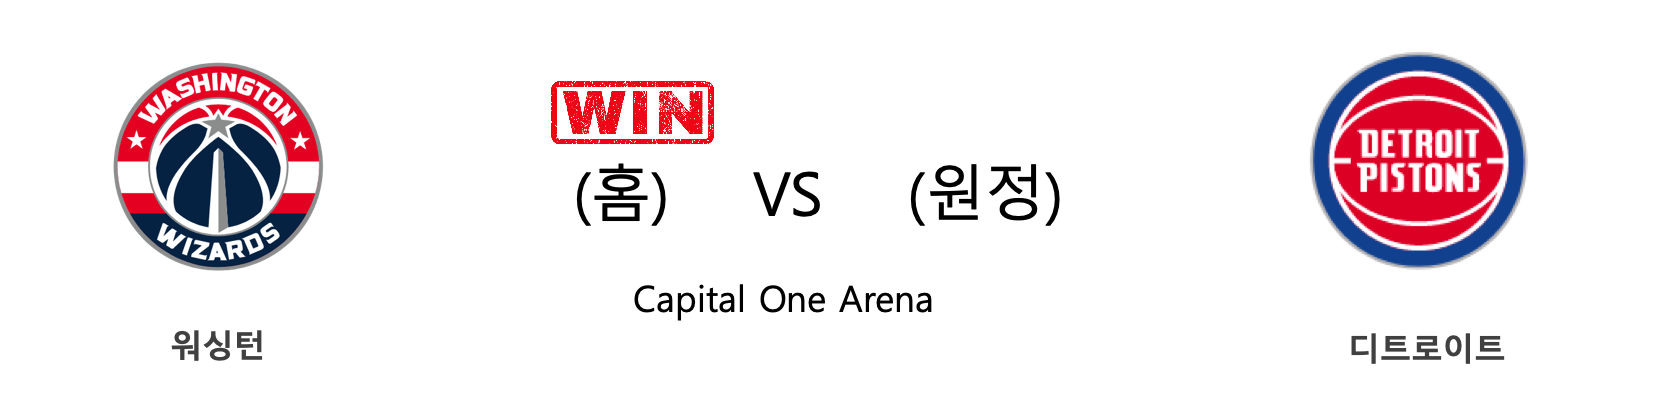 WASHINGTON
WIZARDS
워싱턴
WIN
(홈) VS (원정)
Capital One Arena
DETROIT
PISTONS
디트로이트